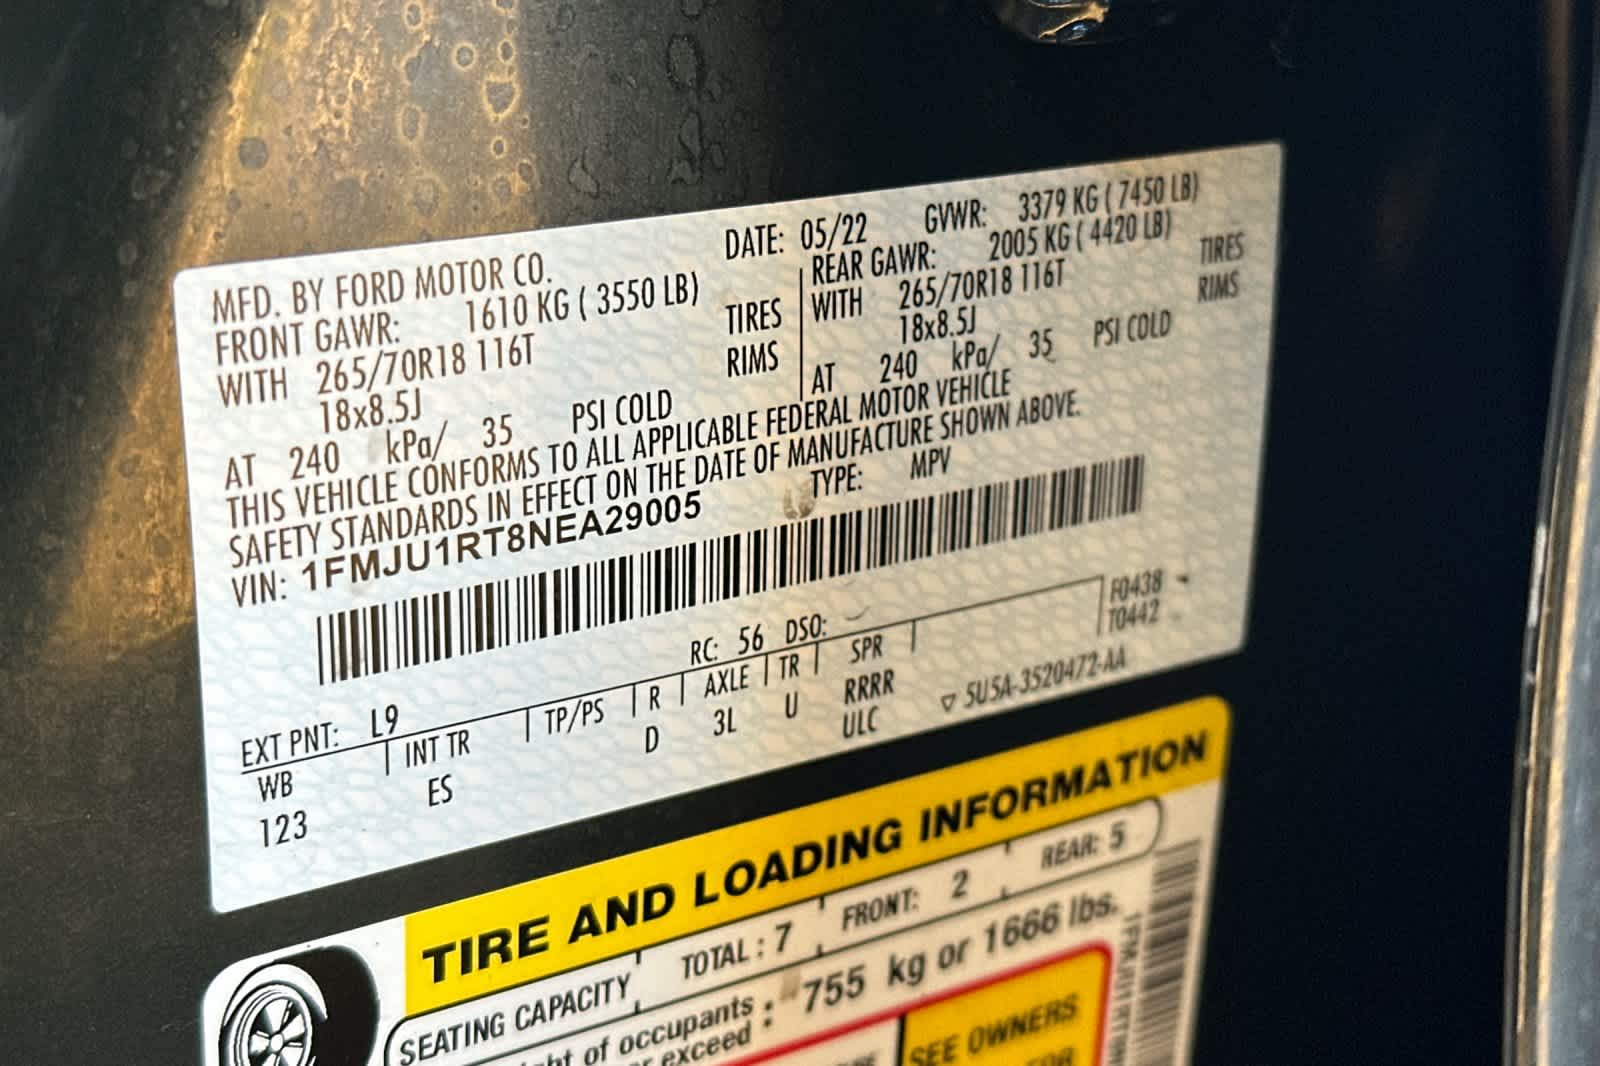 MFD. BY FORD MOTOR CO.
DATE: 05/22 GVWR: 3379 KG ( 7450 LB)
FRONT GAWR: 1610 KG ( 3550 LB)
REAR GAWR: 2005 KG ( 4420 LB)
WITH 265/70R18 116T TIRES
WITH 265/70R18 116T TIRES
18x8.5J RIMS
18x8.5J RIMS
AT 240 kPa/ 35 PSI COLD
AT 240 kPa/ 35 PSI COLD
THIS VEHICLE CONFORMS TO ALL APPLICABLE FEDERAL MOTOR VEHICLE
SAFETY STANDARDS IN EFFECT ON THE DATE OF MANUFACTURE SHOWN ABOVE.
VIN: 1FMJU1RT8NEA29005 TYPE: MPV
F0438
T0442
RC: 56 DSO:
EXT PNT: L9
WB INT TR TP/PS R AXLE TR SPR
123 ES D 3L U RRRR
ULC
5U5A-3520472-AA
TIRE AND LOADING INFORMATION
SEATING CAPACITY TOTAL : 7 FRONT: 2 REAR: 5
of occupants : 755 kg or 1666 lbs.
exceed
SEE OWNERS